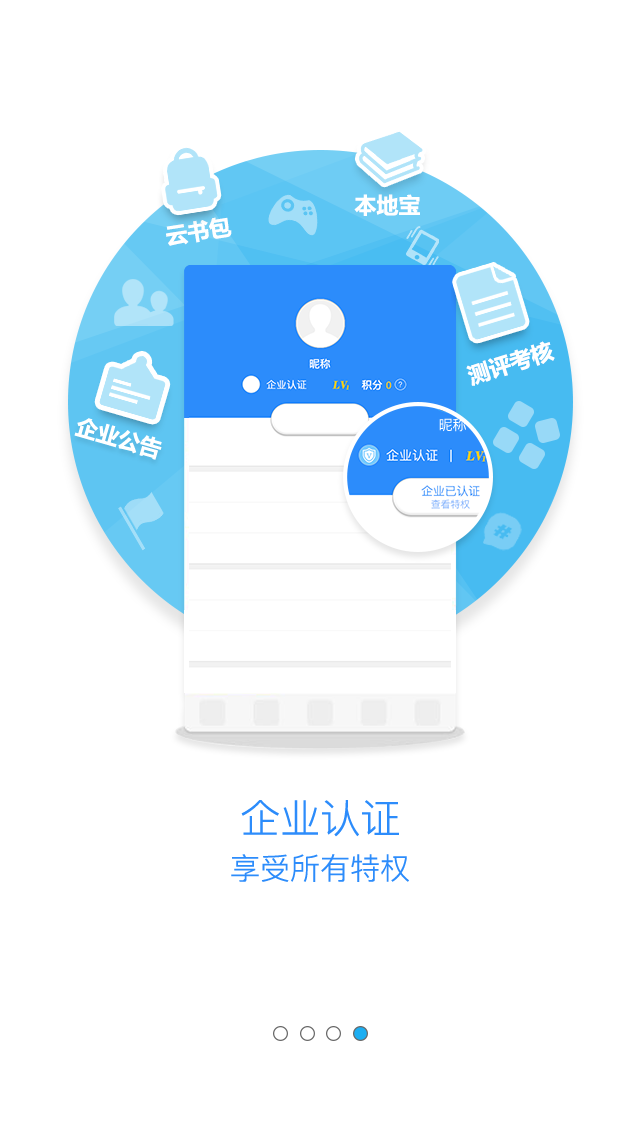 本地宝
云书包
测评考核
昵称
企业认证 LV1 积分 0 ?
企业公告
昵称
企业认证 | LV
企业已认证
查看特权
#
企业认证
享受所有特权